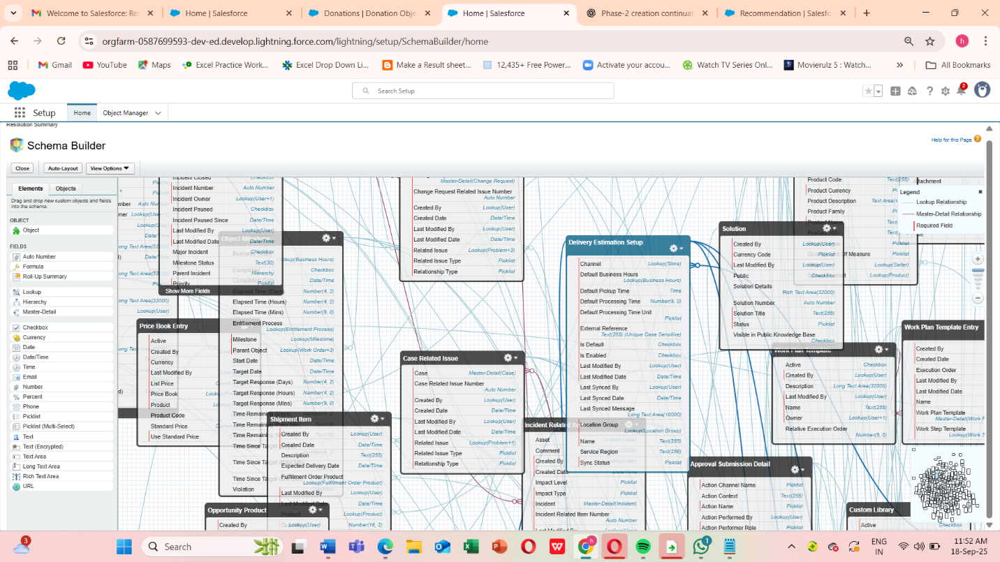 Welcome to Salesforce: Re
Home | Salesforce
Donations | Donation Obje
Home | Salesforce
Phase-2 creation continuat
Recommendation | Salesfo
orgfarm-0587699593-dev-ed.develop.lightning.force.com/lightning/setup/SchemaBuilder/home
h
Gmail
YouTube
Maps
Excel Practice Work...
Excel Drop Down Li...
Make a Result sheet...
12,435+ Free Power...
Activate your accou...
Watch TV Series Onl...
Movierulz 5 : Watch...
All Bookmarks
Search Setup
2
Setup
Home
Object Manager
Resolution Summary
Schema Builder
Help for this Page
Close
Auto-Layout
View Options
Elements
Objects
Drag and drop new custom objects and fields
into the schema.
OBJECT
Object
FIELDS
Auto Number
Formula
Roll-Up Summary
Lookup
Hierarchy
Master-Detail
Checkbox
Currency
Date
Date/Time
Time
Email
Number
Percent
Phone
Picklist
Picklist (Multi-Select)
Text
Text (Encrypted)
Text Area
Long Text Area
Rich Text Area
URL
Incident Closed Checkbox
Incident Number Auto Number
Incident Owner Lookup(User+1)
Incident Paused Checkbox
Incident Paused Since Date/Time
Last Modified By Lookup(User)
Last Modified Date Date/Time
Major Incident Checkbox
Milestone Status Text(30)
Parent Incident Hierarchy
Priority Picklist
Show More Fields
Lookup(Business Hours)
Checkbox
Date/Time
Elapsed Time (Days) Number(4, 2)
Elapsed Time (Hours) Number(4, 2)
Elapsed Time (Mins) Number(9, 0)
Entitlement Process
Lookup(Entitlement Process)
Milestone Lookup(Milestone)
Parent Object Lookup(Work Order+3)
Start Date Date/Time
Target Date Date/Time
Target Response (Days) Number(4, 2)
Target Response (Hours) Number(4, 2)
Target Response (Mins) Number(9, 0)
Time Remaining
Time Remaining
Time Remaining
Time Since
Time Since
Time Since
Violation
Price Book Entry
Active
Created By
Currency
Last Modified By
List Price
Price Book
Product
Product Code
Standard Price
Use Standard Price
Shipment Item
Created By Lookup(User)
Created Date Date/Time
Description Text(255)
Expected Delivery Date Date/Time
Fulfillment Order Product
Lookup(Fulfillment Order Product)
Last Modified By Lookup(User)
Last Modified Date Date/Time
Product Lookup(Product)
Number(16, 2)
Opportunity Product
Created By Lookup(User)
Master-Detail(Change Request)
Change Request Related Issue Number
Auto Number
Created By Lookup(User)
Created Date Date/Time
Last Modified By Lookup(User)
Last Modified Date Date/Time
Related Issue Lookup(Problem+3)
Related Issue Type Picklist
Relationship Type Picklist
Case Related Issue
Case Master-Detail(Case)
Case Related Issue Number
Auto Number
Created By Lookup(User)
Created Date Date/Time
Last Modified By Lookup(User)
Last Modified Date Date/Time
Related Issue Lookup(Problem+1)
Related Issue Type Picklist
Relationship Type Picklist
Delivery Estimation Setup
Channel Lookup(Store)
Default Business Hours
Lookup(Business Hours)
Default Pickup Time Time
Default Processing Time Number(9, 0)
Default Processing Time Unit
Picklist
External Reference
Text(255) (Unique Case Sensitive)
Is Default Checkbox
Is Enabled Checkbox
Last Modified By Lookup(User)
Last Modified Date Date/Time
Last Synced By Lookup(User)
Last Synced Date Date/Time
Last Synced Message
Long Text Area(10000)
Location Group
Lookup(Location Group)
Name Text(255)
Service Region Text(256)
Sync Status Picklist
Incident Related
Asset
Comment
Created By
Created Date
Impact Level Picklist
Impact Type Picklist
Incident Master-Detail(Incident)
Incident Related Item Number
Auto Number
Solution
Created By Lookup(User)
Currency Code Picklist
Last Modified By Lookup(User)
Public Checkbox
Solution Details
Rich Text Area(32000)
Solution Number Auto Number
Solution Title Text(255)
Status Picklist
Visible in Public Knowledge Base
Checkbox
Product Code Text(255)
Product Currency
Product Description Text Area
Product Family
Of Measure Picklist
Lookup(Seller)
Lookup(Product)
Attachment
Legend
Lookup Relationship
Master-Detail Relationship
Required Field
Work Plan Template
Active Checkbox
Created By Lookup(User)
Description Long Text Area(32000)
Last Modified By Lookup(User)
Name Text(255)
Owner Lookup(User+1)
Relative Execution Order
Number(9, 0)
Work Plan Template Entry
Created By
Created Date
Execution Order
Last Modified By
Last Modified Date
Name
Work Plan Template
Master-Detail(Work P
Work Step Template
Lookup(Work S
Approval Submission Detail
Action Channel Name Picklist
Action Context Text(255)
Action Name Picklist
Action Performed By Lookup(User)
Action Performer Role Picklist
Custom Library
Active Checkbox
3
Search
1
ENG
IN
11:52 AM
18-Sep-25